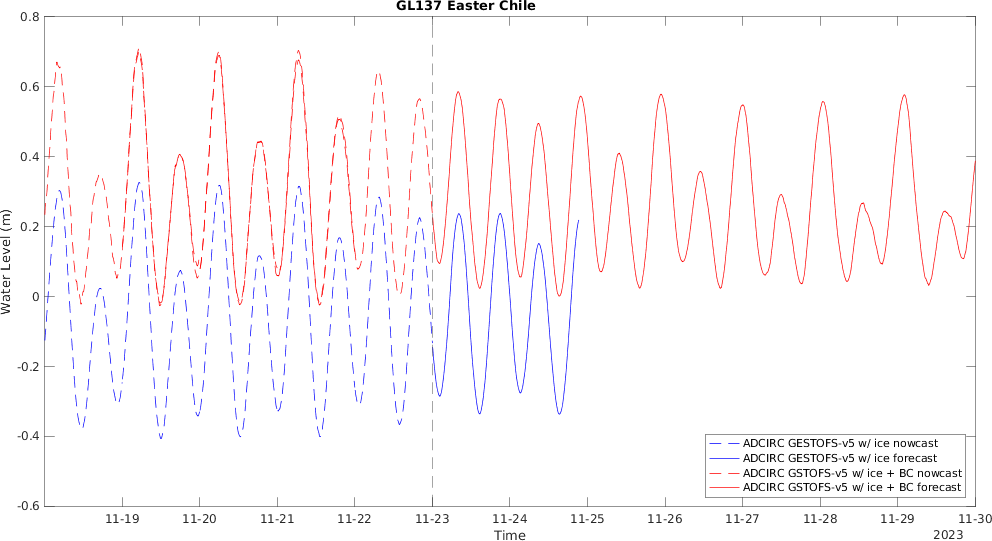 GL137 Easter Chile
0.8
0.6
0.4
0.2
0
-0.2
-0.4
-0.6
Water Level (m)
ADCIRC GESTOFS-v5 w/ ice nowcast
ADCIRC GESTOFS-v5 w/ ice forecast
ADCIRC GSTOFS-v5 w/ ice + BC nowcast
ADCIRC GSTOFS-v5 w/ ice + BC forecast
11-19 11-20 11-21 11-22 11-23 11-24 11-25 11-26 11-27 11-28 11-29 11-30
Time
2023